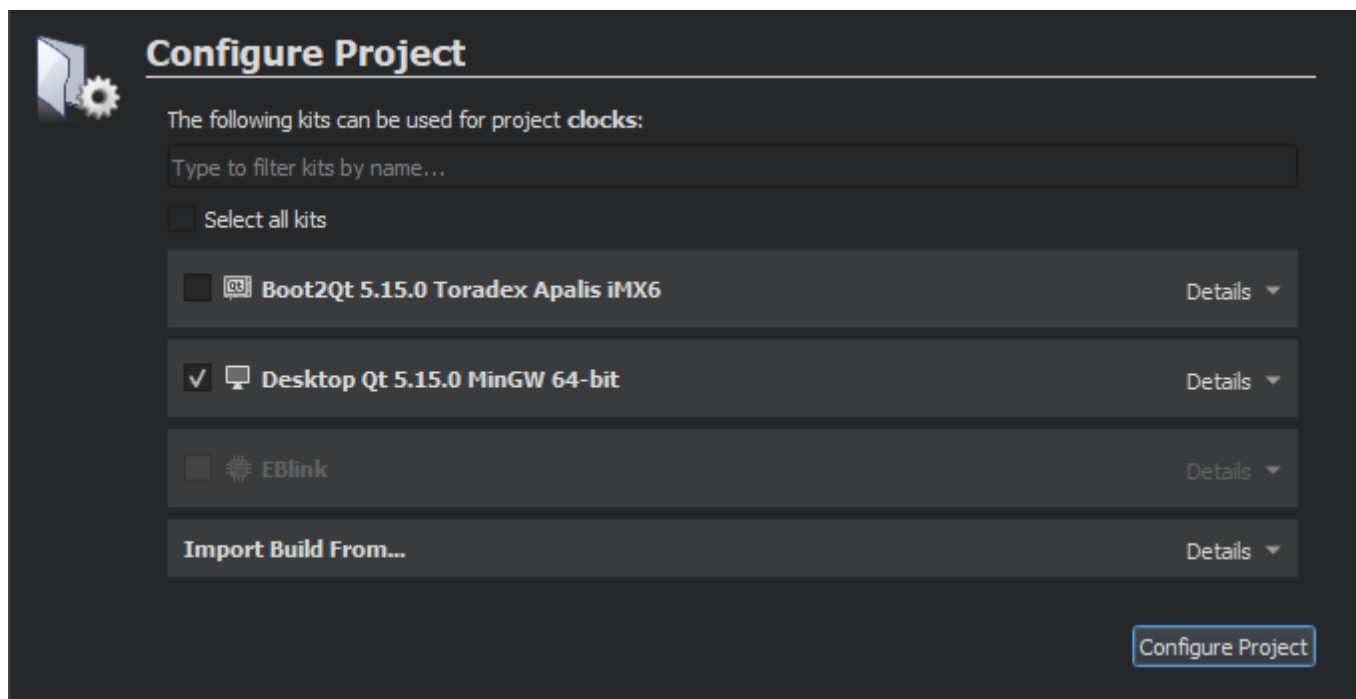 Configure Project
The following kits can be used for project clocks:
Type to filter kits by name...
Select all kits
Boot2Qt 5.15.0 Toradex Apalis iMX6 Details
Desktop Qt 5.15.0 MinGW 64-bit Details
EBlink Details
Import Build From... Details
Configure Project